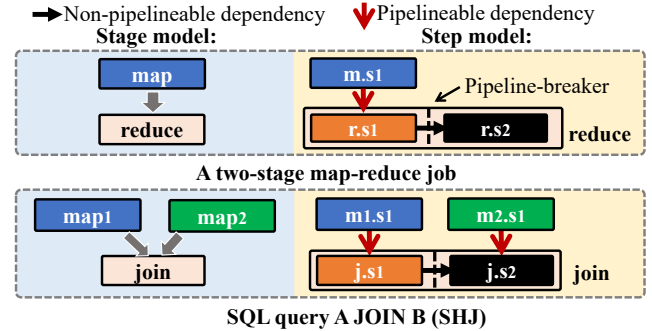 Non-pipelineable dependency
Pipelineable dependency
Stage model:
Step model:
map
m.s1
Pipeline-breaker
reduce
r.s1
r.s2
reduce
A two-stage map-reduce job
map1
map2
m1.s1
m2.s1
join
j.s1
j.s2
join
SQL query A JOIN B (SHJ)